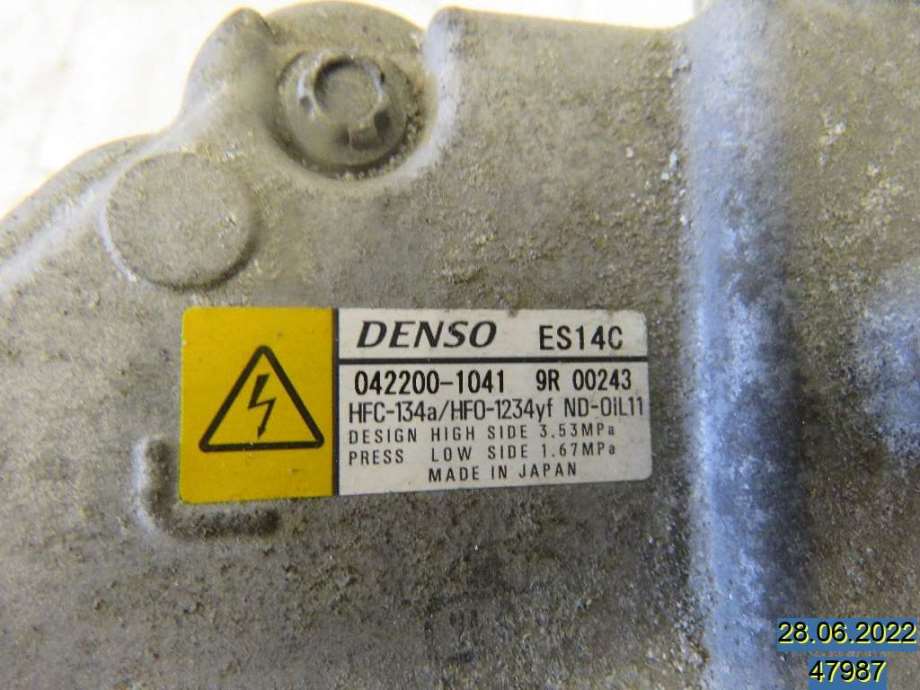 DENSO ES14C
042200-1041 9R 00243
HFC-134a/HFO-1234yf ND-OIL11
DESIGN HIGH SIDE 3.53MPa
PRESS LOW SIDE 1.67MPa
MADE IN JAPAN
28.06.2022
47987